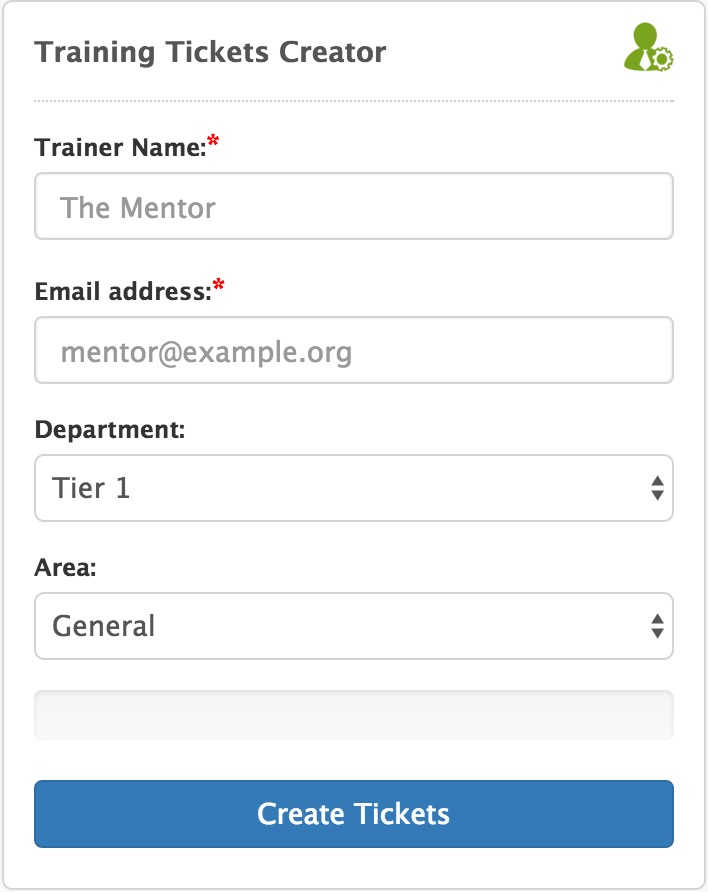 Training Tickets Creator
Trainer Name:*
The Mentor
Email address:*
mentor@example.org
Department:
Tier 1
Area:
General
Create Tickets